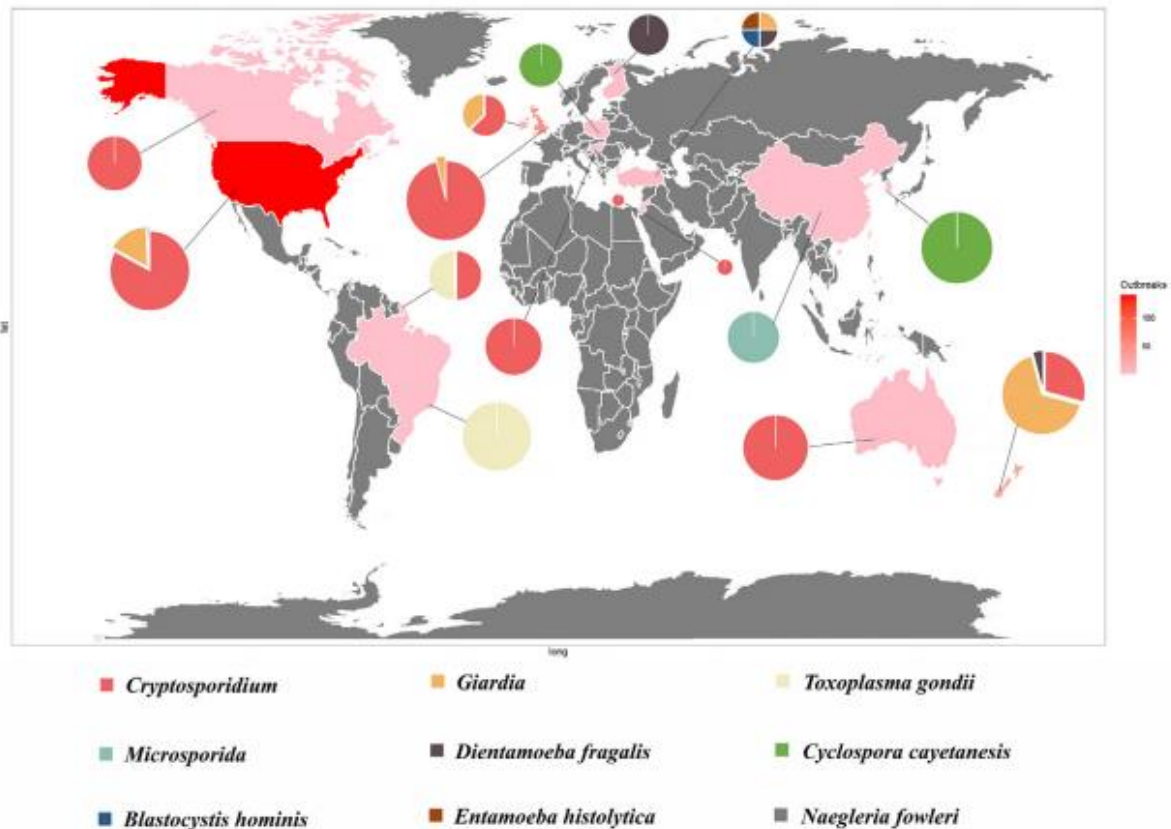 lat
Outbreaks
100
50
long
Cryptosporidium Giardia Toxoplasma gondii
Microsporida Dientamoeba fragalis Cyclospora cayetanesis
Blastocystis hominis Entamoeba histolytica Naegleria fowleri